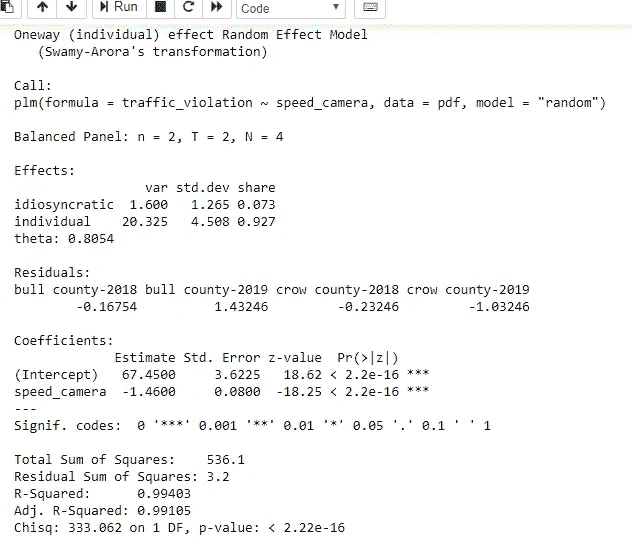 Run Code
Oneway (individual) effect Random Effect Model
(Swamy-Arora's transformation)
Call:
plm(formula = traffic_violation ~ speed_camera, data = pdf, model = "random")
Balanced Panel: n = 2, T = 2, N = 4
Effects:
var std.dev share
idiosyncratic 1.600 1.265 0.073
individual 20.325 4.508 0.927
theta: 0.8054
Residuals:
bull county-2018 bull county-2019 crow county-2018 crow county-2019
-0.16754 1.43246 -0.23246 -1.03246
Coefficients:
Estimate Std. Error z-value Pr(>|z|)
(Intercept) 67.4500 3.6225 18.62 < 2.2e-16 ***
speed_camera -1.4600 0.0800 -18.25 < 2.2e-16 ***
---
Signif. codes: 0 '***' 0.001 '**' 0.01 '*' 0.05 '.' 0.1 ' ' 1
Total Sum of Squares: 536.1
Residual Sum of Squares: 3.2
R-Squared: 0.99403
Adj. R-Squared: 0.99105
Chisq: 333.062 on 1 DF, p-value: < 2.22e-16